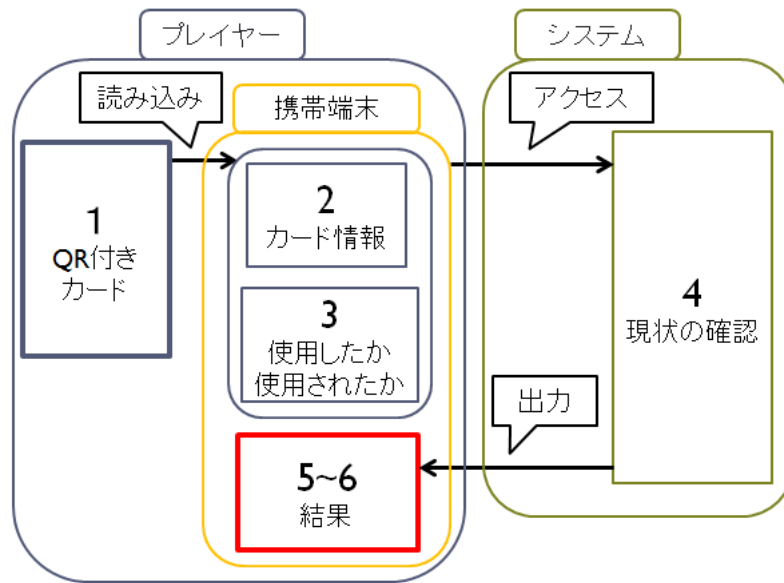 プレイヤー
システム
読み込み
携帯端末
アクセス
1
QR付き
カード
2
カード情報
3
使用したか
使用されたか
4
現状の確認
出力
5~6
結果